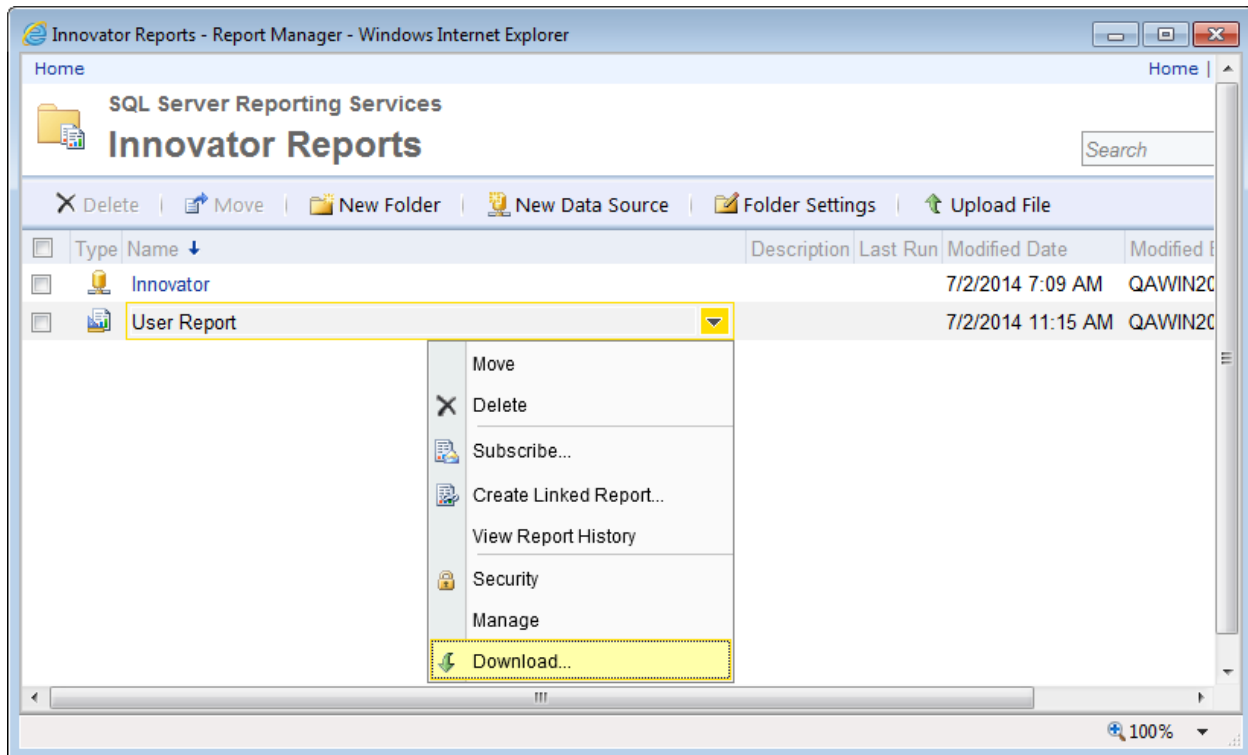 Innovator Reports - Report Manager - Windows Internet Explorer
Home Home |
SQL Server Reporting Services
Innovator Reports
Search
Delete | Move | New Folder | New Data Source | Folder Settings | Upload File
Type Name Description Last Run Modified Date Modified
Innovator 7/2/2014 7:09 AM QAWIN20
User Report 7/2/2014 11:15 AM QAWIN20
Move
Delete
Subscribe...
Create Linked Report...
View Report History
Security
Manage
Download...
100%